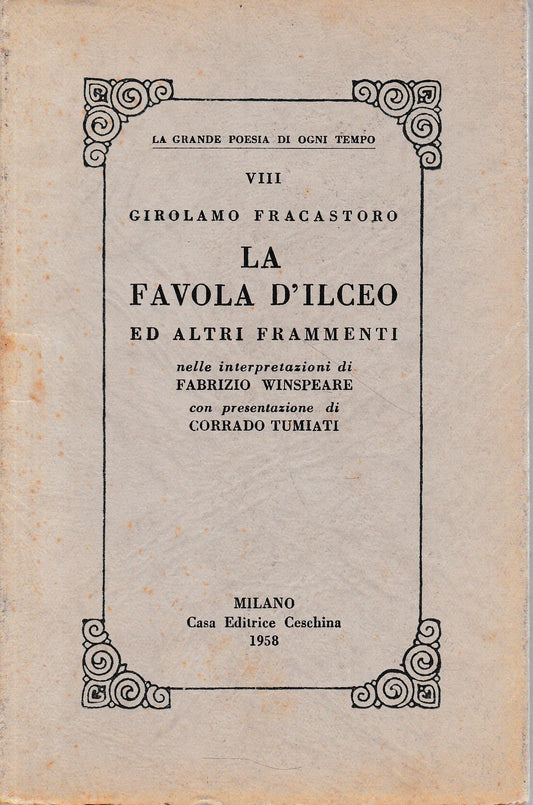 LA GRANDE POESIA DI OGNI TEMPO
VIII
GIROLAMO FRACASTORO
LA
FAVOLA D'ILCEO
ED ALTRI FRAMMENTI
nelle interpretazioni di
FABRIZIO WINSPEARE
con presentazione di
CORRADO TUMIATI
MILANO
Casa Editrice Ceschina
1958